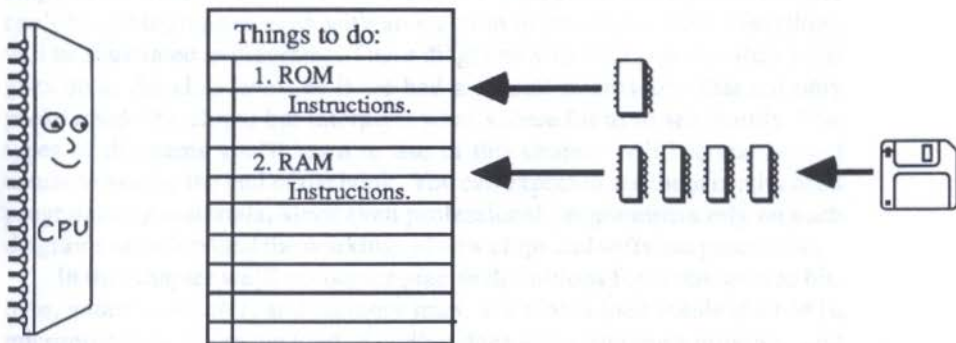 CPU
Things to do:
1. ROM
Instructions.
2. RAM
Instructions.